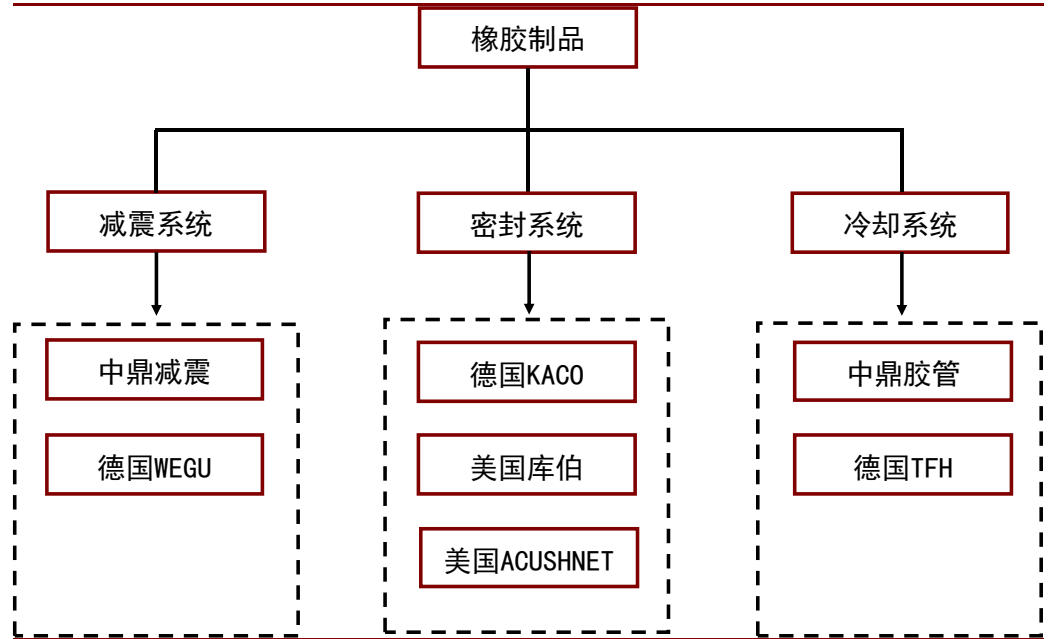 橡胶制品
减震系统
密封系统
冷却系统
中鼎减震
德国WEGU
德国KACO
美国库伯
美国ACUSHNET
中鼎胶管
德国TFH